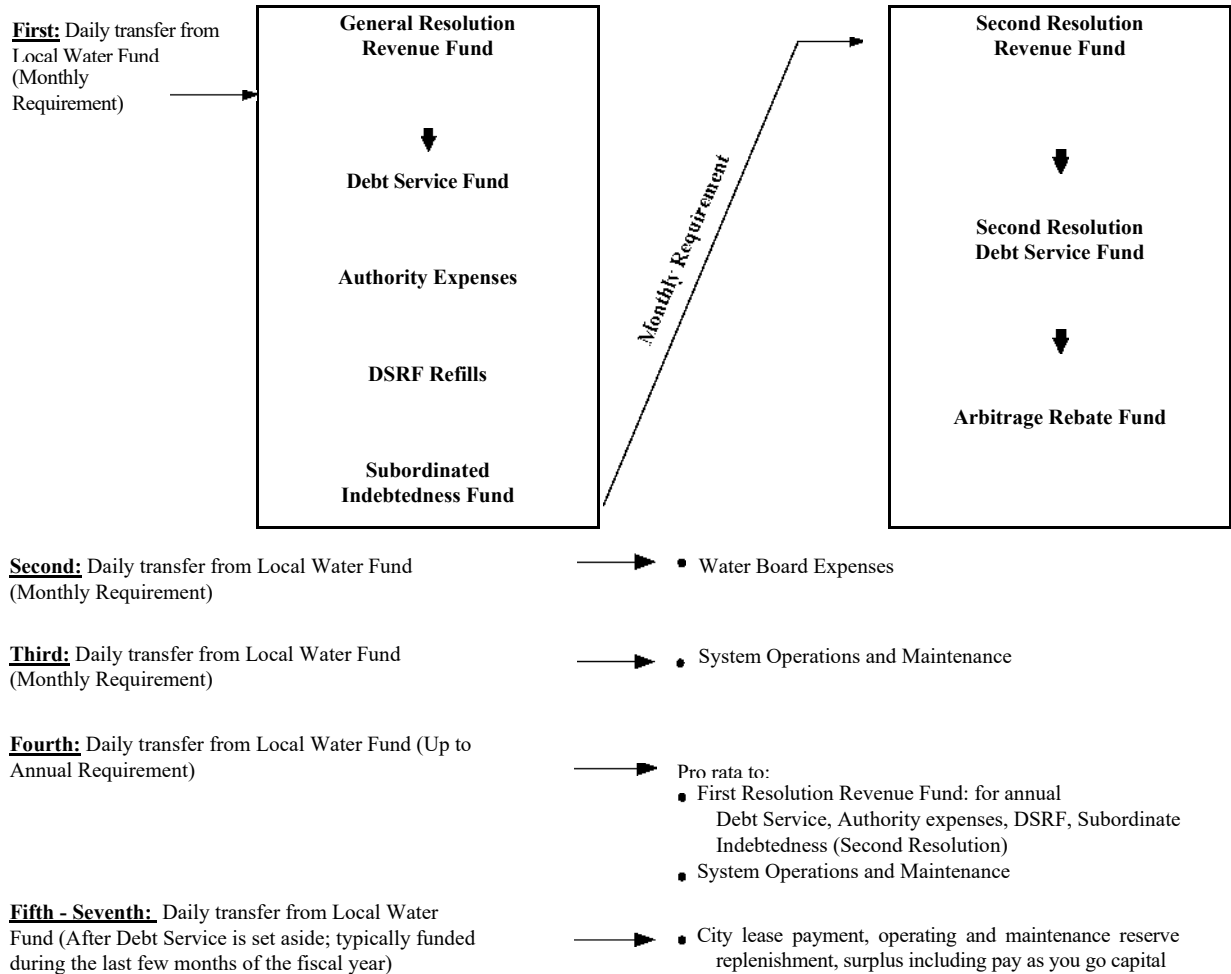 First: Daily transfer from
Local Water Fund
(Monthly
Requirement)
General Resolution
Revenue Fund
Debt Service Fund
Authority Expenses
DSRF Refills
Subordinated
Indebtedness Fund
Monthly Requirement
Second Resolution
Revenue Fund
Second Resolution
Debt Service Fund
Arbitrage Rebate Fund
Second: Daily transfer from Local Water Fund
(Monthly Requirement)
• Water Board Expenses
Third: Daily transfer from Local Water Fund
(Monthly Requirement)
• System Operations and Maintenance
Fourth: Daily transfer from Local Water Fund (Up to
Annual Requirement)
Pro rata to:
• First Resolution Revenue Fund: for annual
Debt Service, Authority expenses, DSRF, Subordinate
Indebtedness (Second Resolution)
• System Operations and Maintenance
Fifth - Seventh: Daily transfer from Local Water
Fund (After Debt Service is set aside; typically funded
during the last few months of the fiscal year)
• City lease payment, operating and maintenance reserve
replenishment, surplus including pay as you go capital